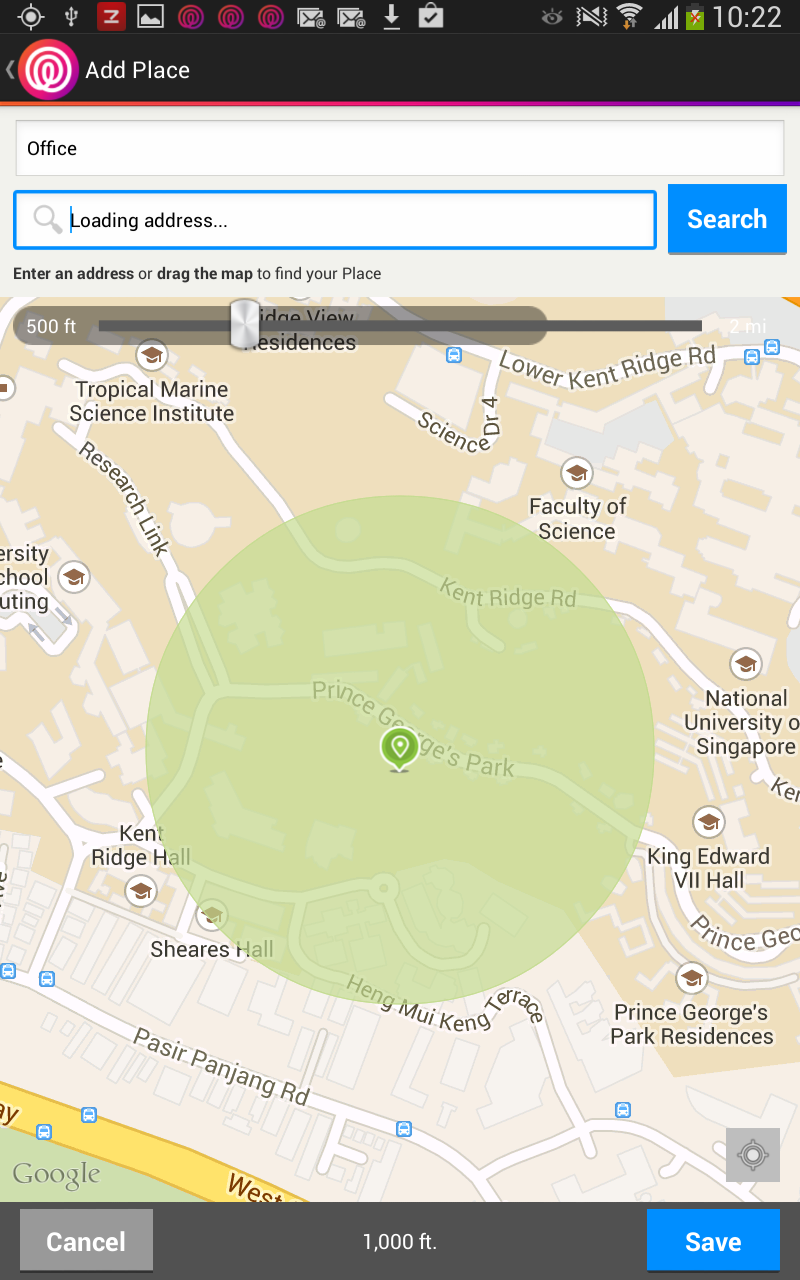 10:22
Add Place
Office
Loading address...
Search
Enter an address or drag the map to find your Place
500 ft
2 mi
idge View
esidences
Lower Kent Ridge Rd
Tropical Marine
Science Institute
Science Dr 4
Research Link
Faculty of
Science
ersity
chool
uting
Kent Ridge Rd
National
University o
Singapore
Prince George's Park
Ker
Kent
Ridge Hall
King Edward
VII Hall
Prince Geo
Sheares Hall
Heng Mui Keng Terrace
Prince George's
Park Residences
Pasir Panjang Rd
ay
Google
West
Cancel
1,000 ft.
Save